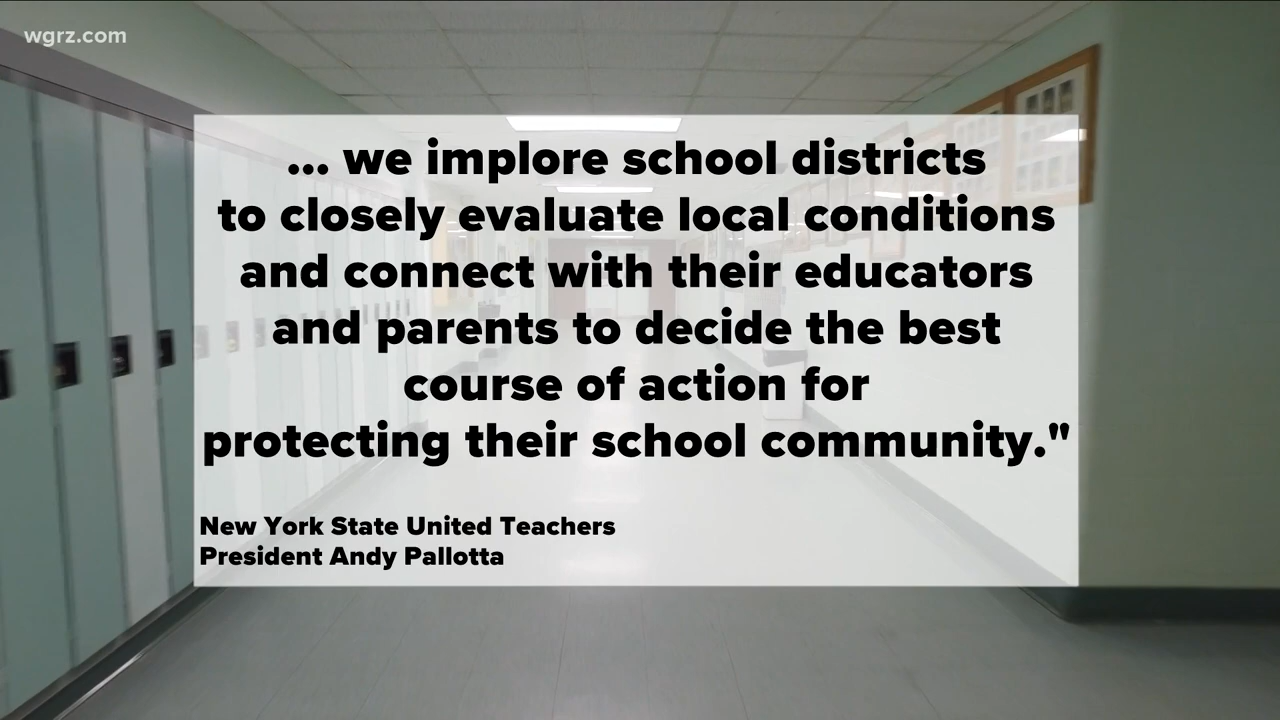 wgrz.com
... we implore school districts
to closely evaluate local conditions
and connect with their educators
and parents to decide the best
course of action for
protecting their school community."
New York State United Teachers
President Andy Pallotta